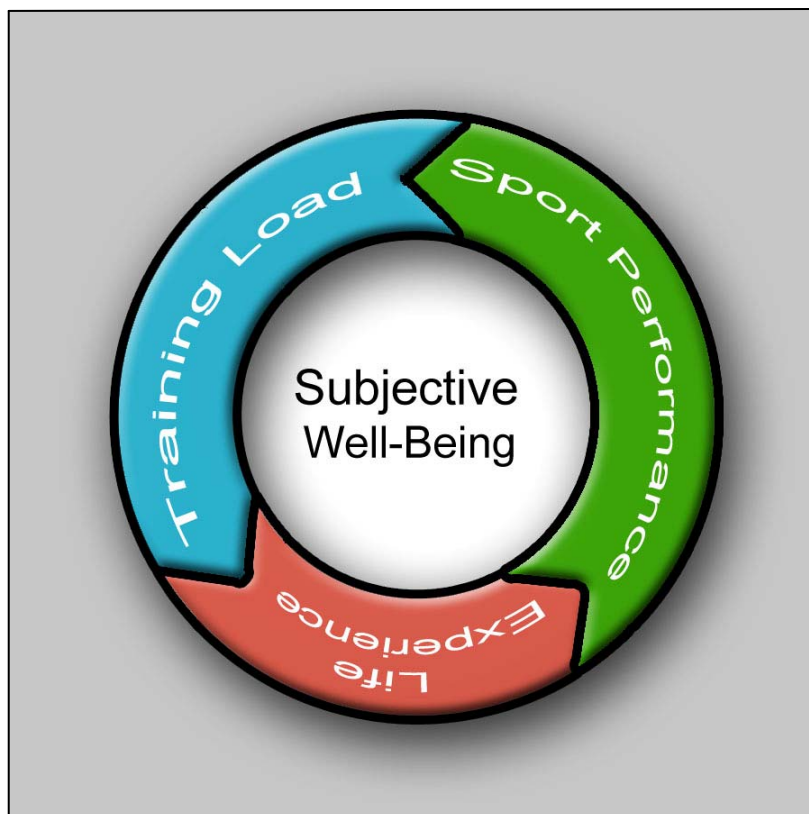 Training Load
Sport Performance
Life
Experience
Subjective
Well-Being